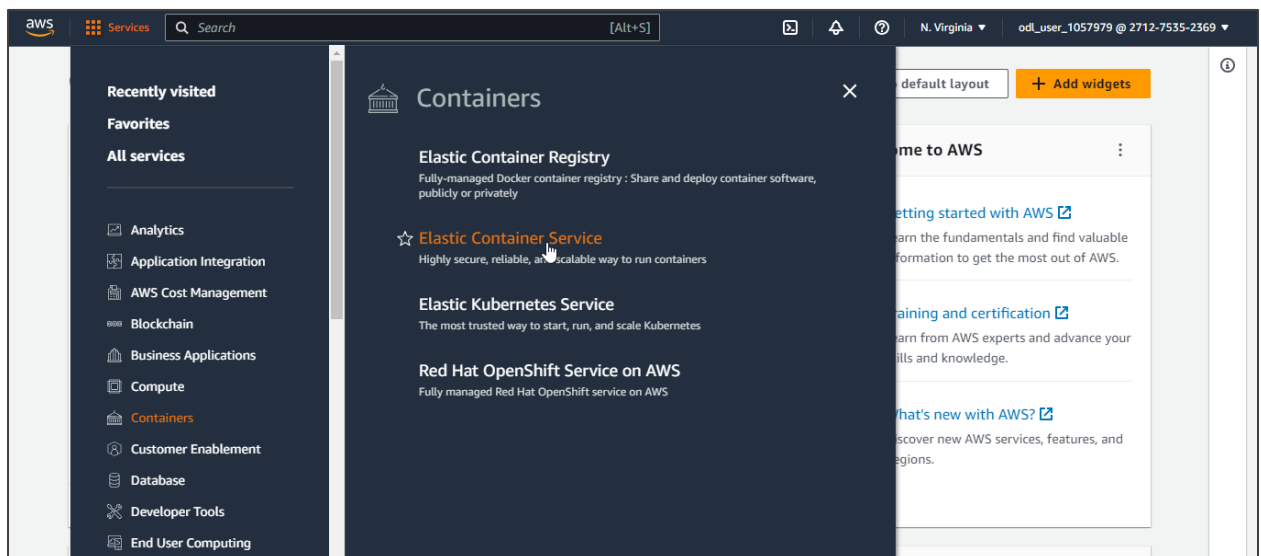 aws
Services
Search
[Alt+S]
N. Virginia ▼
odl_user_1057979 @ 2712-7535-2369 ▼
Recently visited
Favorites
All services
Analytics
Application Integration
AWS Cost Management
Blockchain
Business Applications
Compute
Containers
Customer Enablement
Database
Developer Tools
End User Computing
Containers
Elastic Container Registry
Fully-managed Docker container registry : Share and deploy container software,
publicly or privately
Elastic Container Service
Highly secure, reliable, and scalable way to run containers
Elastic Kubernetes Service
The most trusted way to start, run, and scale Kubernetes
Red Hat OpenShift Service on AWS
Fully managed Red Hat OpenShift service on AWS
default layout
+ Add widgets
me to AWS
etting started with AWS
earn the fundamentals and find valuable
formation to get the most out of AWS.
aining and certification
earn from AWS experts and advance your
ills and knowledge.
hat's new with AWS?
iscover new AWS services, features, and
egions.